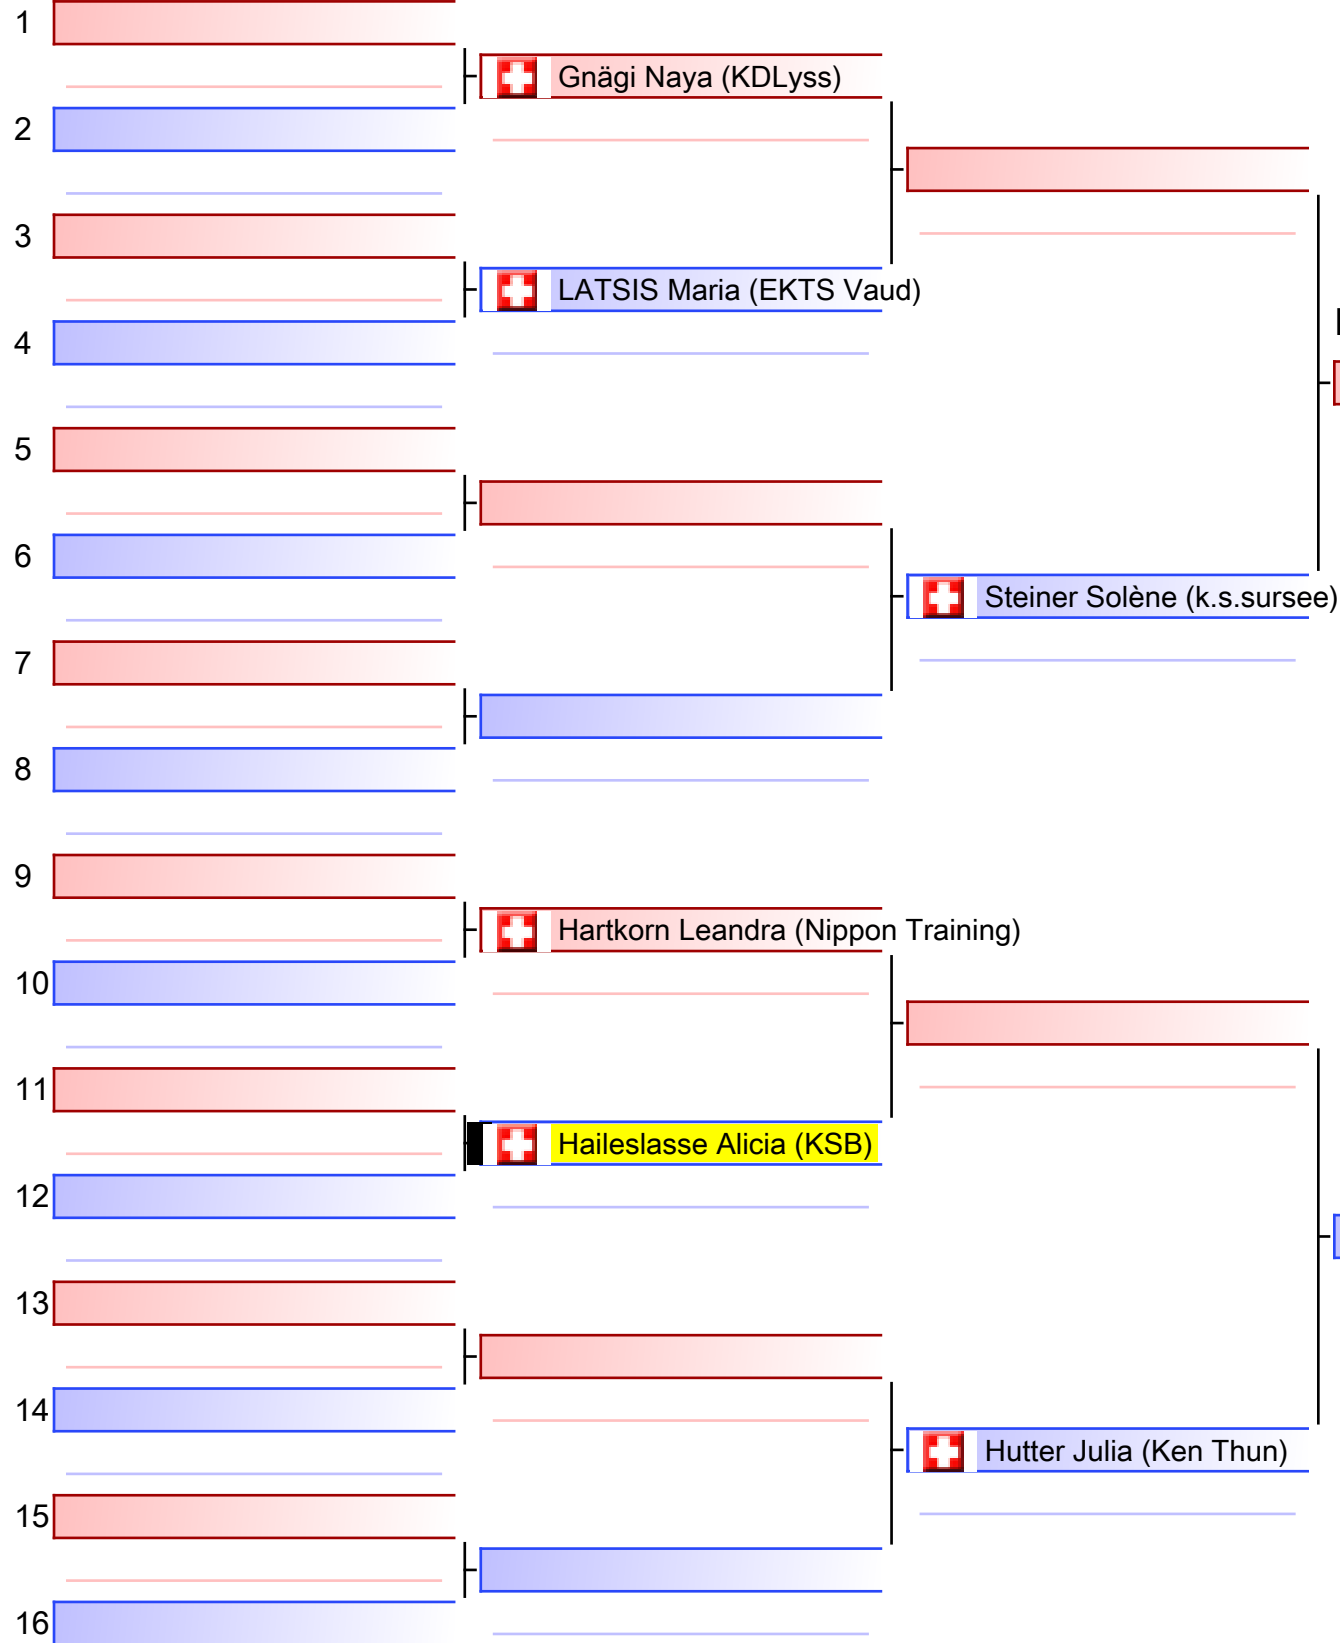 1
Gnägi Naya (KDLyss)
2
3
LATSIS Maria (EKTS Vaud)
4
5
6
Steiner Solène (k.s.sursee)
7
8
9
Hartkorn Leandra (Nippon Training)
10
11
Haileslasse Alicia (KSB)
12
13
14
Hutter Julia (Ken Thun)
15
16